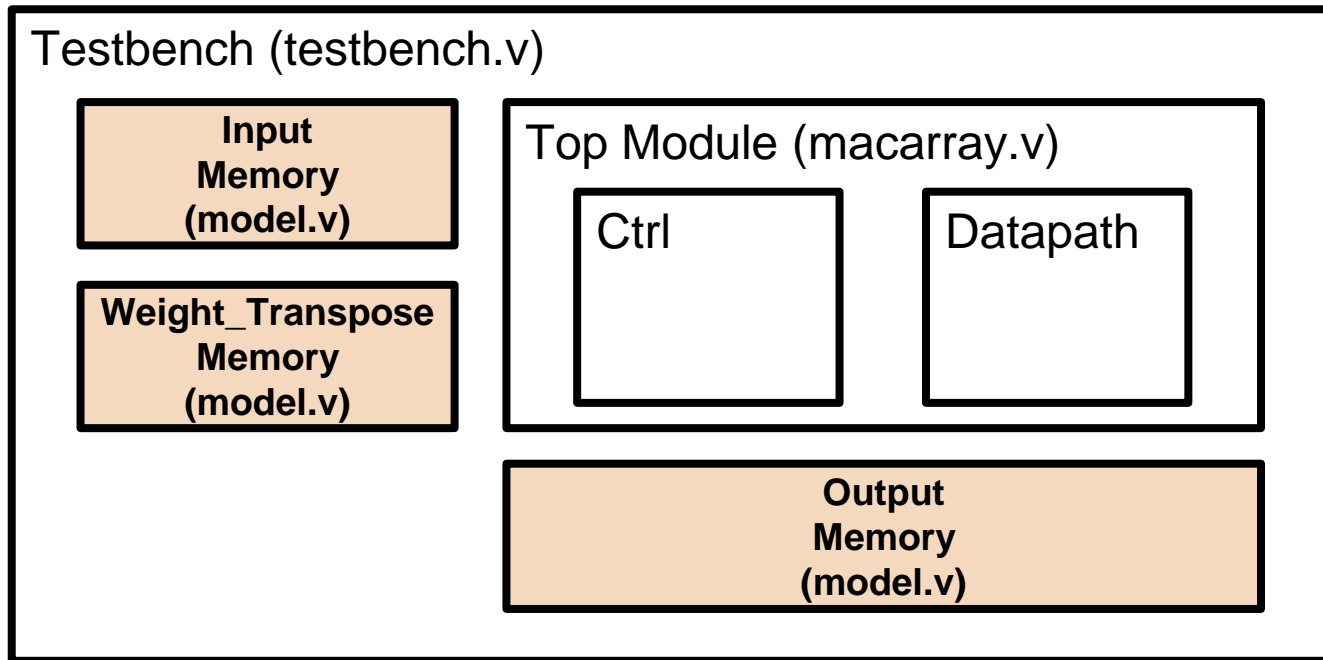 Testbench (testbench.v)
Input
Memory
(model.v)
Weight_Transpose
Memory
(model.v)
Top Module (macarray.v)
Ctrl
Datapath
Output
Memory
(model.v)